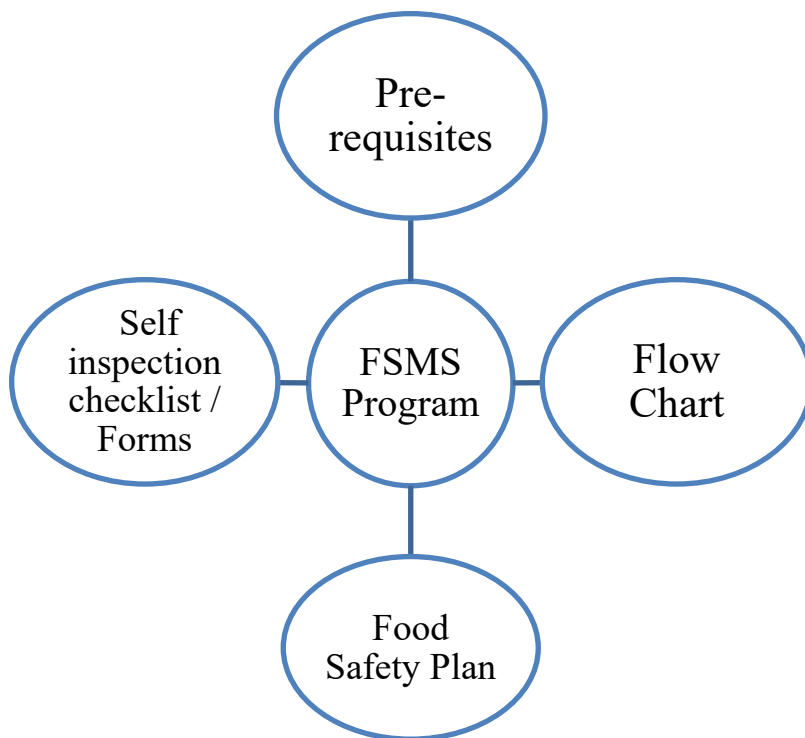 Pre-
requisites
Self
inspection
checklist /
Forms
FSMS
Program
Flow
Chart
Food
Safety Plan